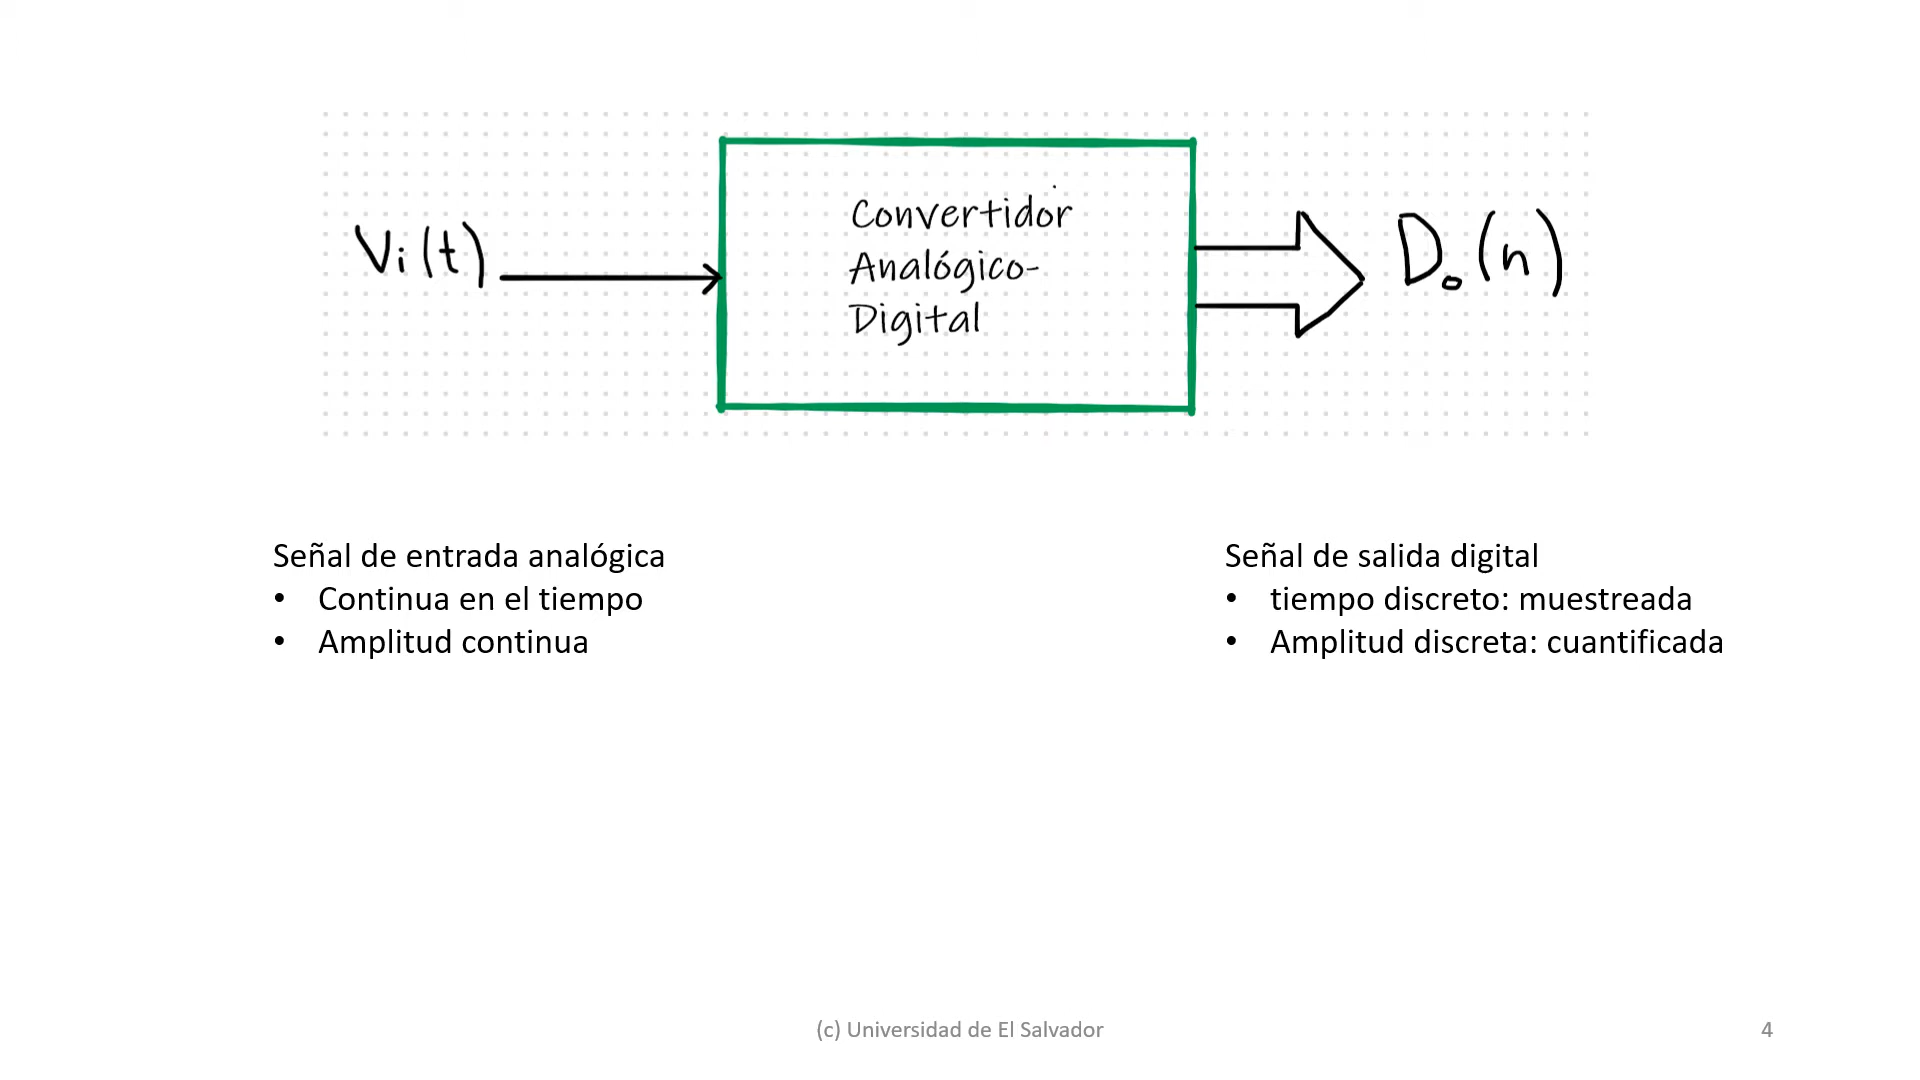 Vi(t)
Convertidor
Analógico-
Digital
Do(n)
Señal de entrada analógica
• Continua en el tiempo
• Amplitud continua
Señal de salida digital
• tiempo discreto: muestreada
• Amplitud discreta: cuantificada
(c) Universidad de El Salvador
4